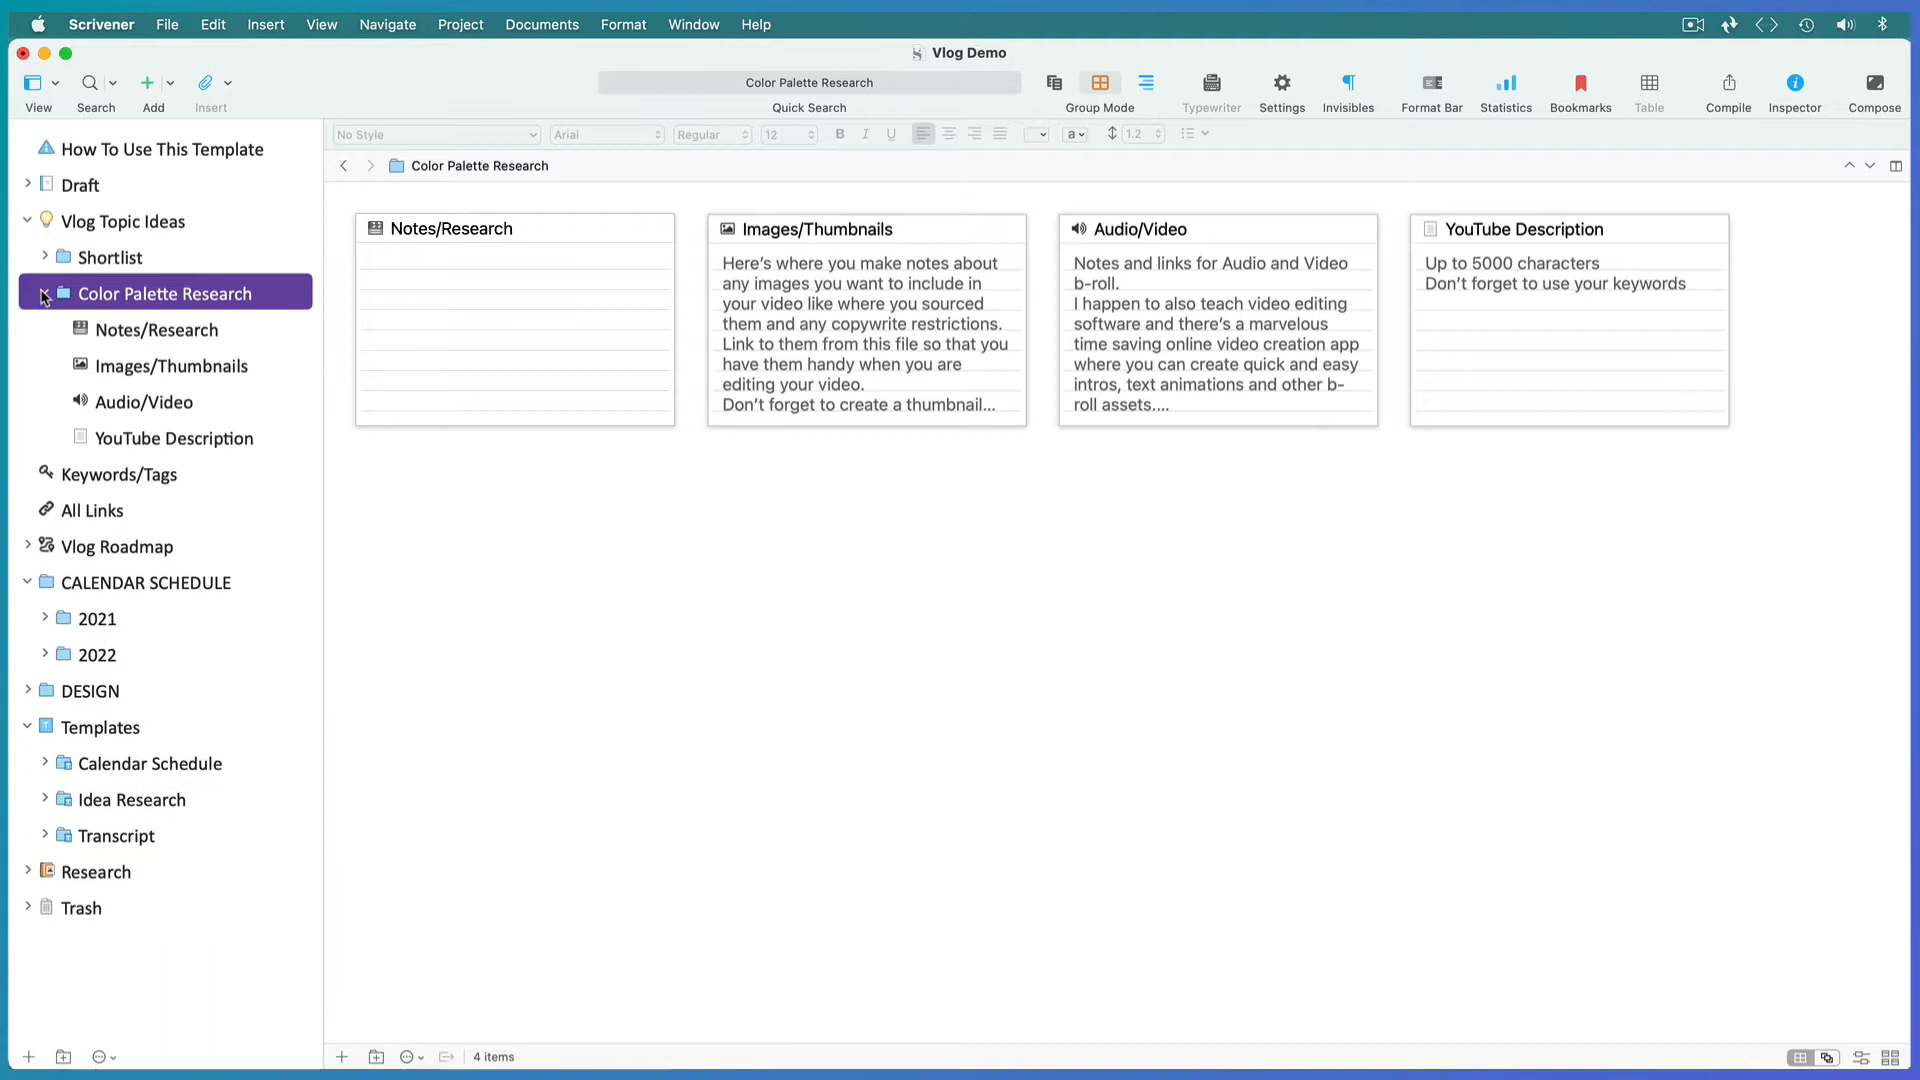 Scrivener File Edit Insert View Navigate Project Documents Format Window Help
Vlog Demo
Color Palette Research
View Search Add Insert Quick Search Group Mode Typewriter Settings Invisibles Format Bar Statistics Bookmarks Table Compile Inspector Compose
No Style Arial Regular 12 B I U a 1.2
Color Palette Research
How To Use This Template
Draft
Vlog Topic Ideas
Shortlist
Color Palette Research
Notes/Research
Images/Thumbnails
Audio/Video
YouTube Description
Keywords/Tags
All Links
Vlog Roadmap
CALENDAR SCHEDULE
2021
2022
DESIGN
Templates
Calendar Schedule
Idea Research
Transcript
Research
Trash
Notes/Research
Images/Thumbnails
Here's where you make notes about
any images you want to include in
your video like where you sourced
them and any copywrite restrictions.
Link to them from this file so that you
have them handy when you are
editing your video.
Don't forget to create a thumbnail...
Audio/Video
Notes and links for Audio and Video
b-roll.
I happen to also teach video editing
software and there's a marvelous
time saving online video creation app
where you can create quick and easy
intros, text animations and other b-
roll assets....
YouTube Description
Up to 5000 characters
Don't forget to use your keywords
4 items